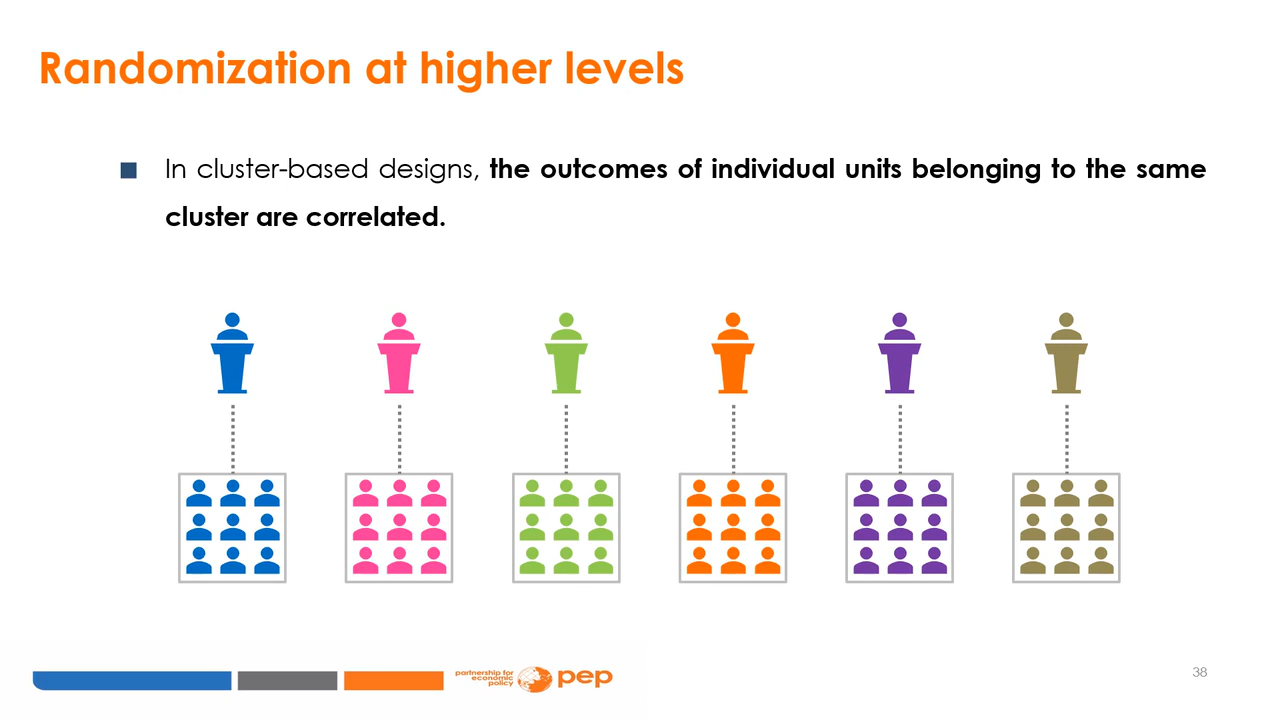 Randomization at higher levels
■ In cluster-based designs, the outcomes of individual units belonging to the same
cluster are correlated.
partnership for
economic
policy
pep
38